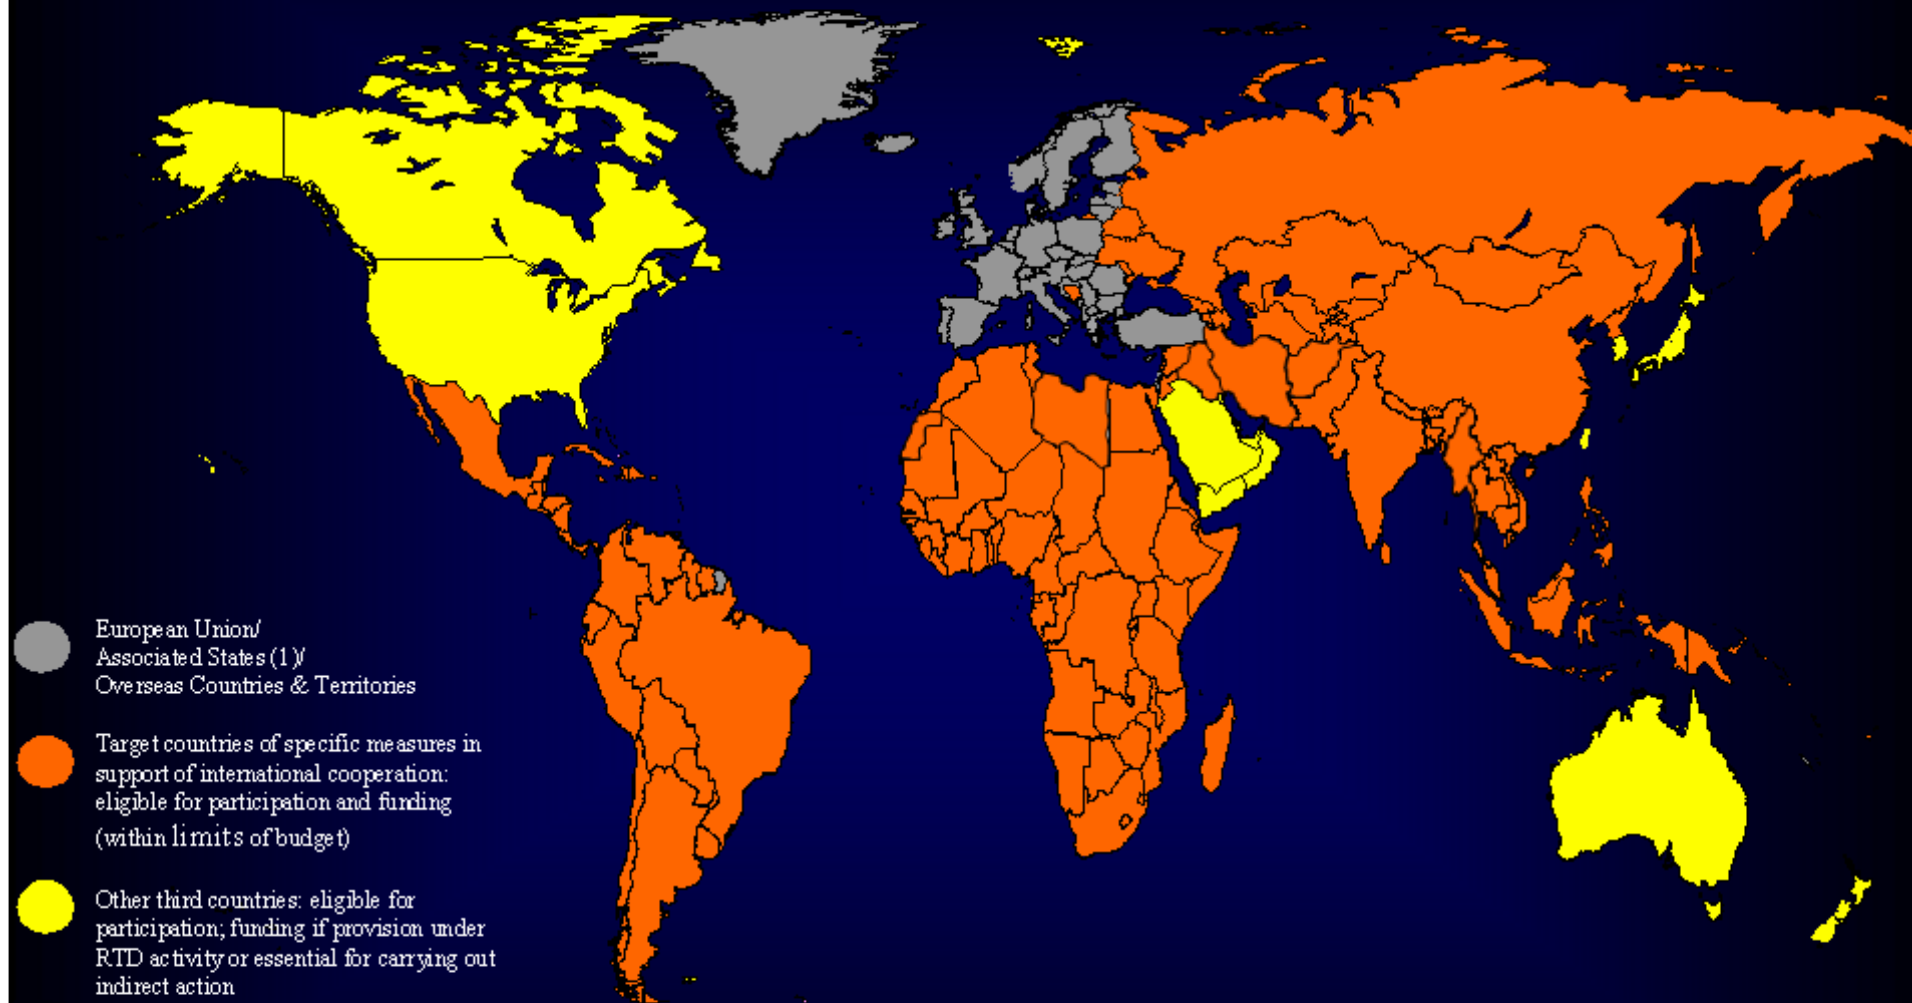 European Union/
Associated States (1)/
Overseas Countries & Territories
Target countries of specific measures in
support of international cooperation:
eligible for participation and funding
(within limits of budget)
Other third countries: eligible for
participation; funding if provision under
RTD activity or essential for carrying out
indirect action